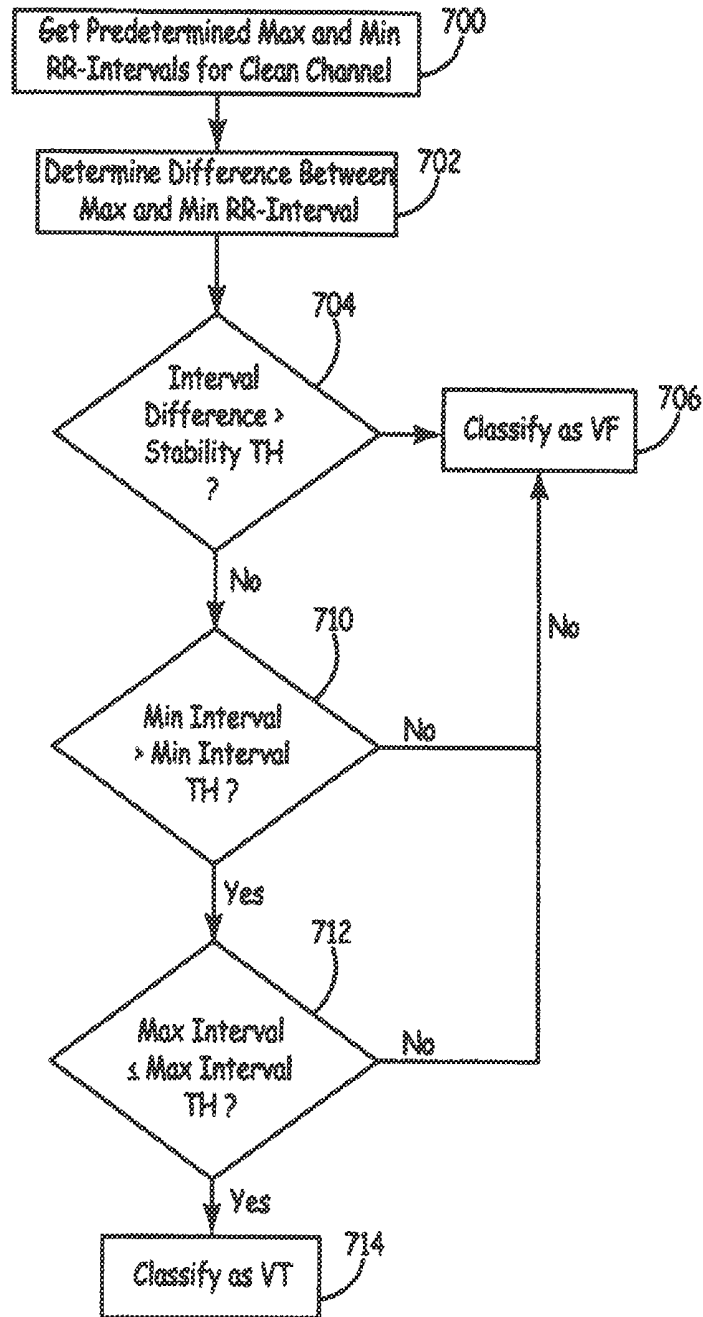 Get Predetermined Max and Min
RR-Intervals for Clean Channel
700
Determine Difference Between
Max and Min RR-Interval
702
704
Interval
Difference >
Stability TH
?
Classify as VF
706
No
710
No
Min Interval
> Min Interval
TH ?
No
Yes
712
Max Interval
≤ Max Interval
TH ?
No
Yes
Classify as VT
714